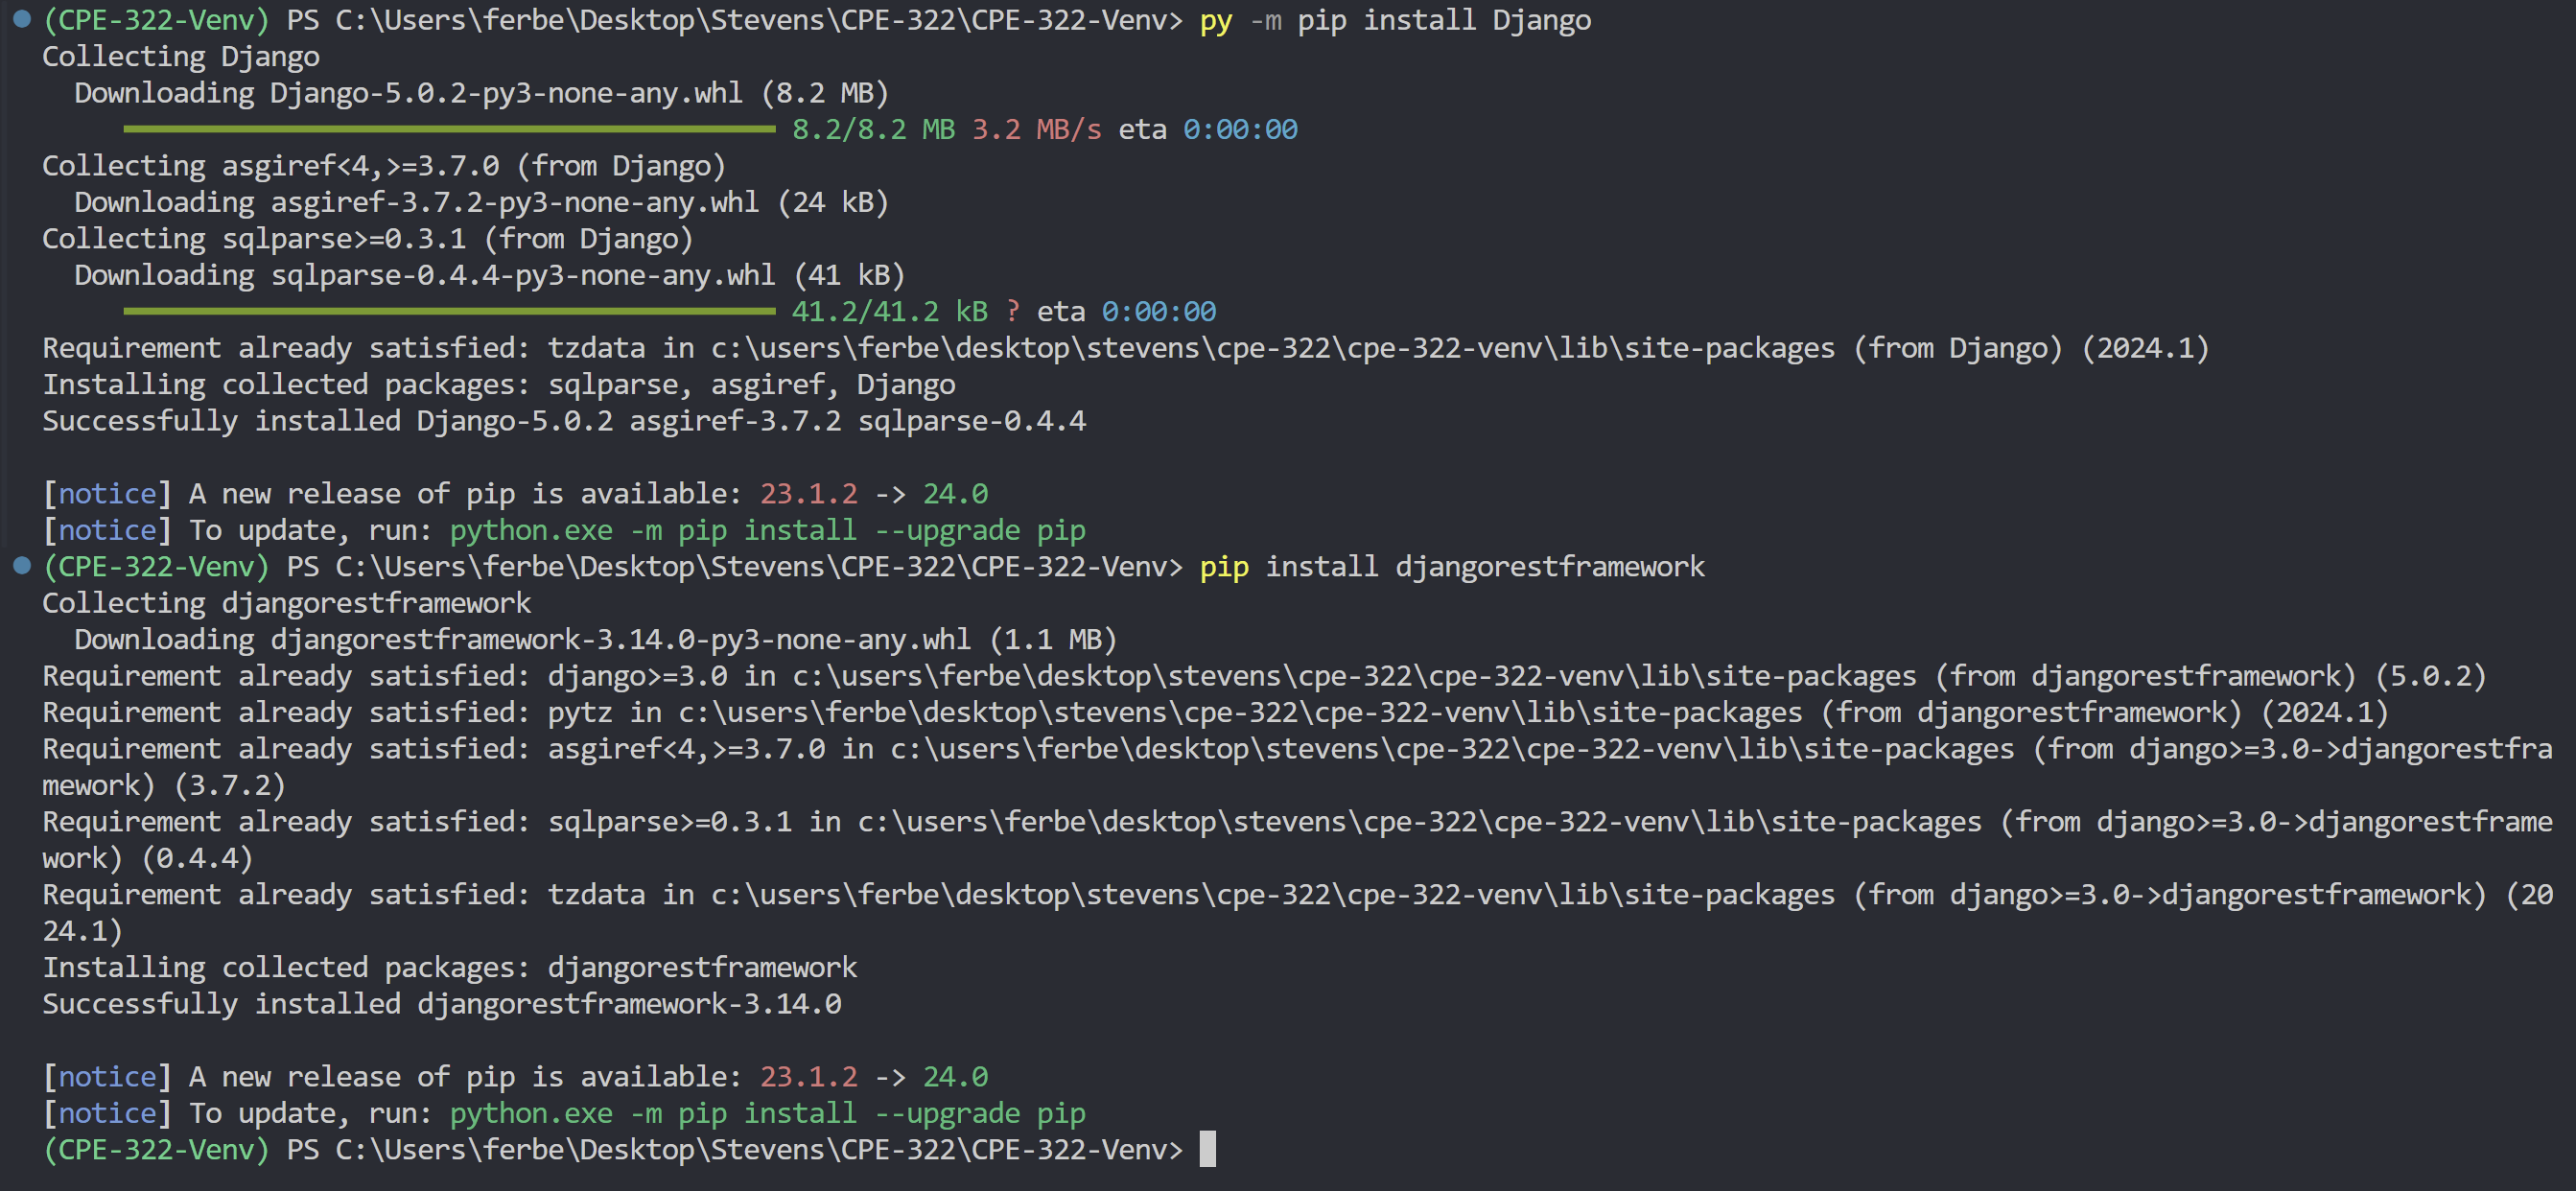 (CPE-322-Venv) PS C:\Users\ferbe\Desktop\Stevens\CPE-322\CPE-322-Venv> py -m pip install Django
Collecting Django
  Downloading Django-5.0.2-py3-none-any.whl (8.2 MB)
8.2/8.2 MB 3.2 MB/s eta 0:00:00
Collecting asgiref<4,>=3.7.0 (from Django)
  Downloading asgiref-3.7.2-py3-none-any.whl (24 kB)
Collecting sqlparse>=0.3.1 (from Django)
  Downloading sqlparse-0.4.4-py3-none-any.whl (41 kB)
41.2/41.2 kB ? eta 0:00:00
Requirement already satisfied: tzdata in c:\users\ferbe\desktop\stevens\cpe-322\cpe-322-venv\lib\site-packages (from Django) (2024.1)
Installing collected packages: sqlparse, asgiref, Django
Successfully installed Django-5.0.2 asgiref-3.7.2 sqlparse-0.4.4
[notice] A new release of pip is available: 23.1.2 -> 24.0
[notice] To update, run: python.exe -m pip install --upgrade pip
(CPE-322-Venv) PS C:\Users\ferbe\Desktop\Stevens\CPE-322\CPE-322-Venv> pip install djangorestframework
Collecting djangorestframework
  Downloading djangorestframework-3.14.0-py3-none-any.whl (1.1 MB)
Requirement already satisfied: django>=3.0 in c:\users\ferbe\desktop\stevens\cpe-322\cpe-322-venv\lib\site-packages (from djangorestframework) (5.0.2)
Requirement already satisfied: pytz in c:\users\ferbe\desktop\stevens\cpe-322\cpe-322-venv\lib\site-packages (from djangorestframework) (2024.1)
Requirement already satisfied: asgiref<4,>=3.7.0 in c:\users\ferbe\desktop\stevens\cpe-322\cpe-322-venv\lib\site-packages (from django>=3.0->djangorestfra
mework) (3.7.2)
Requirement already satisfied: sqlparse>=0.3.1 in c:\users\ferbe\desktop\stevens\cpe-322\cpe-322-venv\lib\site-packages (from django>=3.0->djangorestframe
work) (0.4.4)
Requirement already satisfied: tzdata in c:\users\ferbe\desktop\stevens\cpe-322\cpe-322-venv\lib\site-packages (from django>=3.0->djangorestframework) (20
24.1)
Installing collected packages: djangorestframework
Successfully installed djangorestframework-3.14.0
[notice] A new release of pip is available: 23.1.2 -> 24.0
[notice] To update, run: python.exe -m pip install --upgrade pip
(CPE-322-Venv) PS C:\Users\ferbe\Desktop\Stevens\CPE-322\CPE-322-Venv>